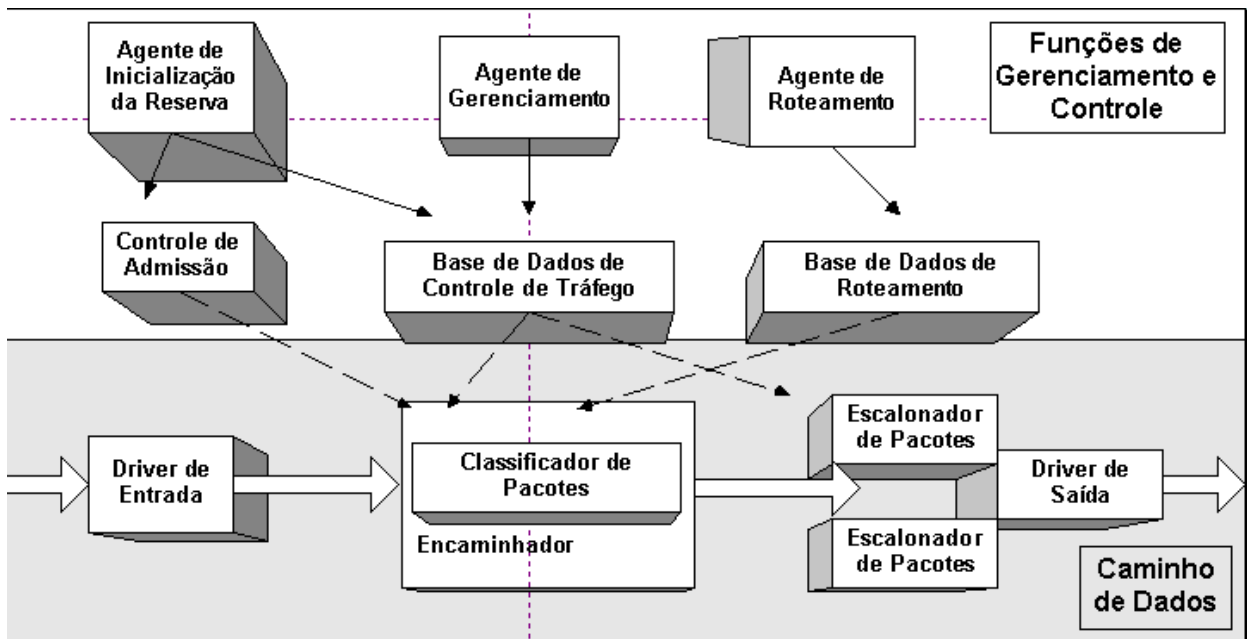 Agente de
Inicialização
da Reserva
Agente de
Gerenciamento
Agente de
Roteamento
Funções de
Gerenciamento e
Controle
Controle de
Admissão
Base de Dados de
Controle de Tráfego
Base de Dados de
Roteamento
Driver de
Entrada
Classificador de
Pacotes
Encaminhador
Escalonador
de Pacotes
Driver de
Saída
Escalonador
de Pacotes
Caminho
de Dados